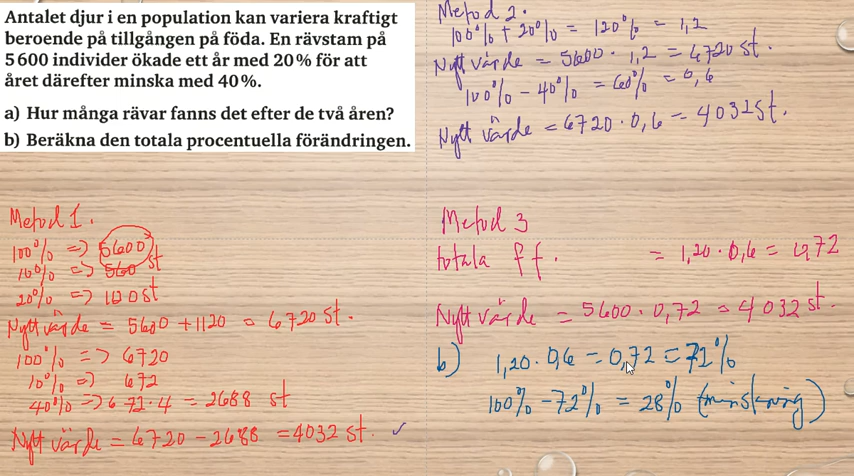 Antalet djur i en population kan variera kraftigt
beroende på tillgången på föda. En rävstam på
5 600 individer ökade ett år med 20 % för att
året därefter minska med 40 %.
a) Hur många rävar fanns det efter de två åren?
b) Beräkna den totala procentuella förändringen.
Metod 2.
100% + 20% = 120% = 1,2
Nytt värde = 5600 · 1,2 = 6720 st.
100% - 40% = 60% = 0,6
Nytt värde = 6720 · 0,6 = 4032 st.
Metod 1.
100% => 5600
10% => 560 st
20% => 1120 st
Nytt värde = 5600 + 1120 = 6720 st.
100% => 6720
10% => 672
40% => 672 · 4 = 2688 st
Nytt värde = 6720 - 2688 = 4032 st.
Metod 3
totala ff. = 1,20 · 0,6 = 0,72
Nytt värde = 5600 · 0,72 = 4032 st.
b) 1,20 · 0,6 = 0,72 = 72%
100% - 72% = 28% (minskning)